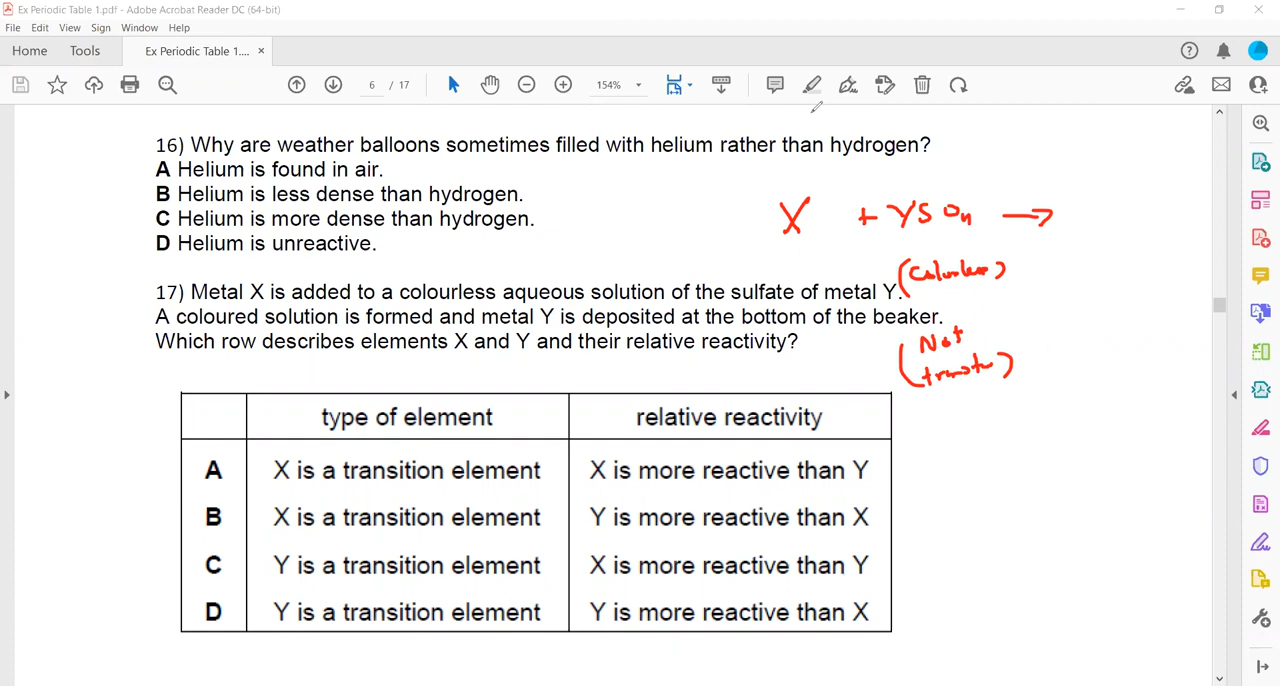 Ex Periodic Table 1.pdf - Adobe Acrobat Reader DC (64-bit)
File Edit View Sign Window Help
Home Tools Ex Periodic Table 1.... ×
6 / 17 154%
16) Why are weather balloons sometimes filled with helium rather than hydrogen?
A Helium is found in air.
B Helium is less dense than hydrogen.
C Helium is more dense than hydrogen.
D Helium is unreactive.
X + YSO4 →
(Colourless)
17) Metal X is added to a colourless aqueous solution of the sulfate of metal Y.
A coloured solution is formed and metal Y is deposited at the bottom of the beaker.
Which row describes elements X and Y and their relative reactivity?
(Not
type of element relative reactivity
A X is a transition element X is more reactive than Y
B X is a transition element Y is more reactive than X
C Y is a transition element X is more reactive than Y
D Y is a transition element Y is more reactive than X